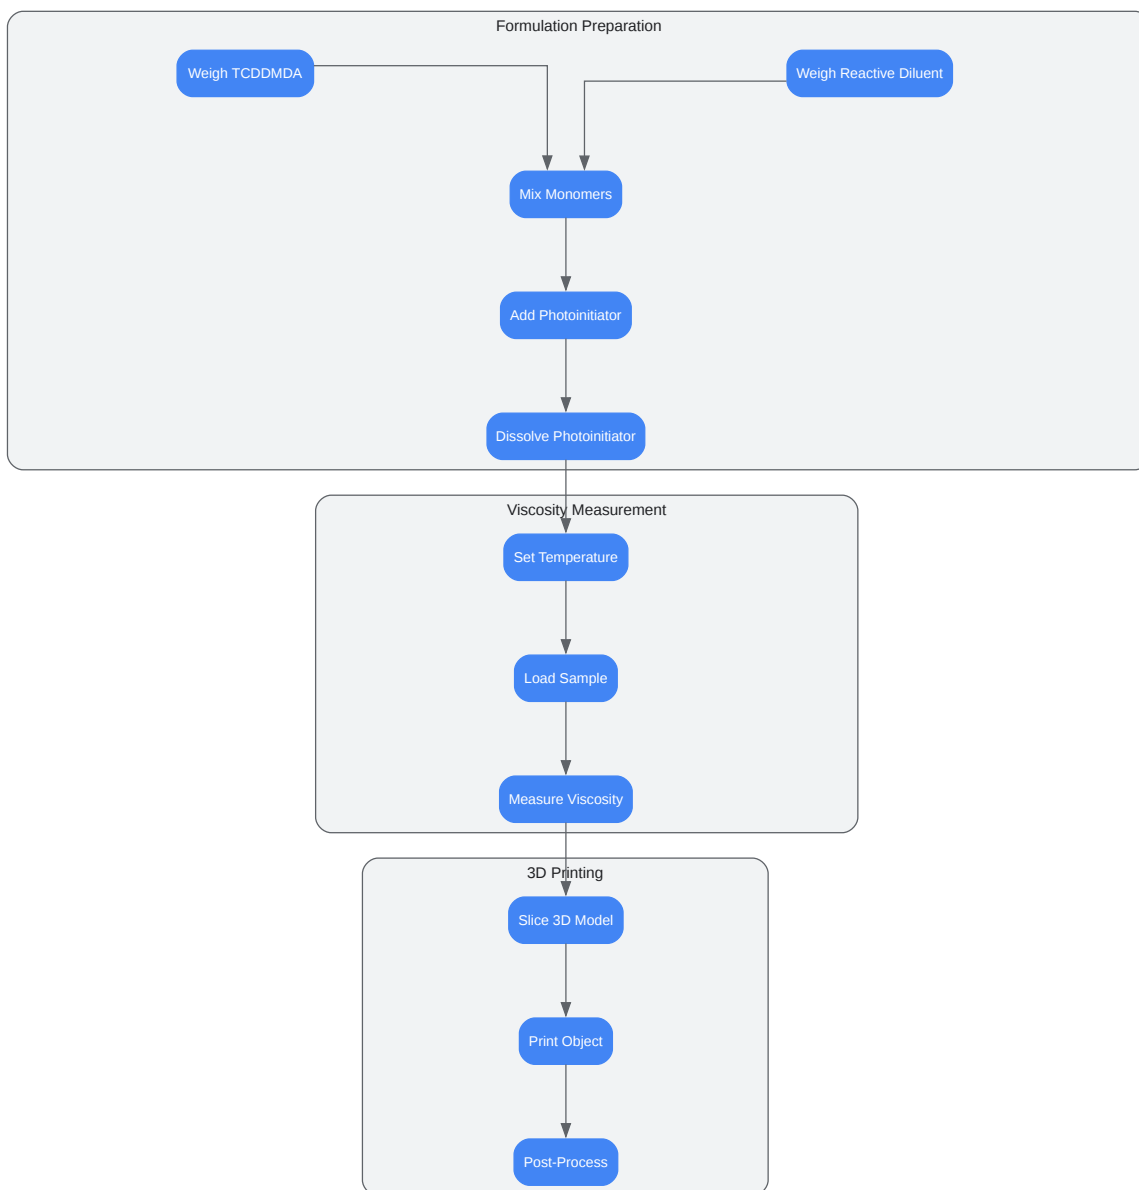 Formulation Preparation
Weigh TCDDMDA
Weigh Reactive Diluent
Mix Monomers
Add Photoinitiator
Dissolve Photoinitiator
Viscosity Measurement
Set Temperature
Load Sample
Measure Viscosity
3D Printing
Slice 3D Model
Print Object
Post-Process